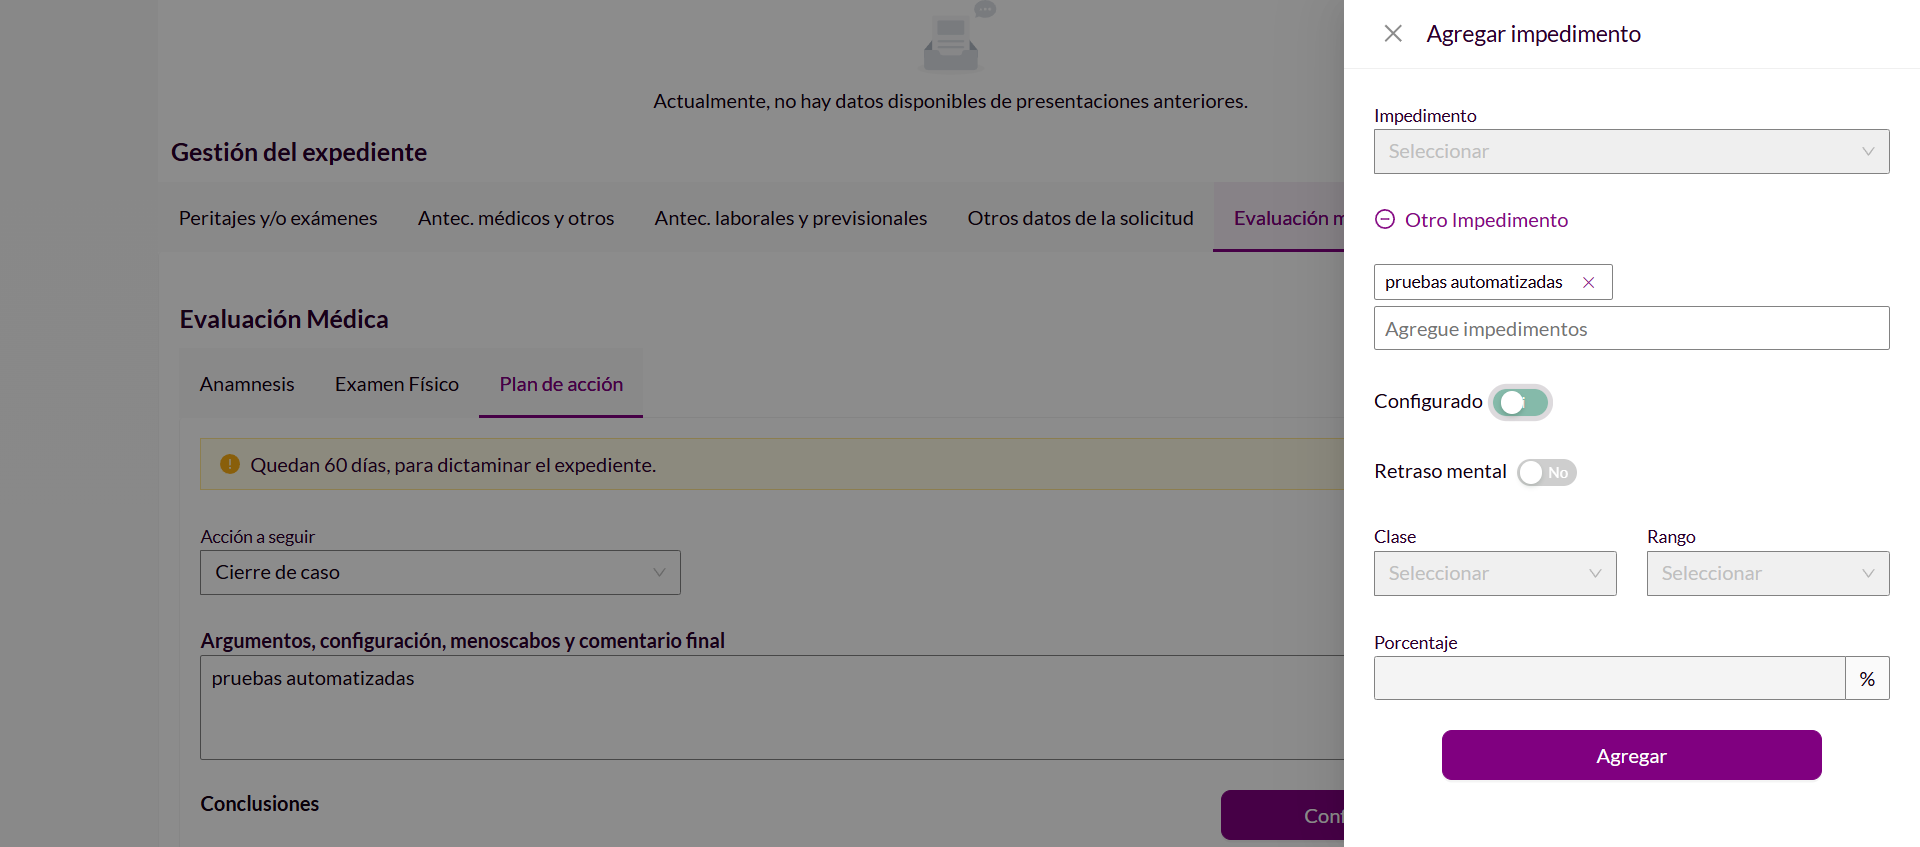 Actualmente, no hay datos disponibles de presentaciones anteriores.
Gestión del expediente
Peritajes y/o exámenes
Antec. médicos y otros
Antec. laborales y previsionales
Otros datos de la solicitud
Evaluación m
Evaluación Médica
Anamnesis
Examen Físico
Plan de acción
Quedan 60 días, para dictaminar el expediente.
Acción a seguir
Cierre de caso
Argumentos, configuración, menoscabos y comentario final
pruebas automatizadas
Conclusiones
Conf
Agregar impedimento
Impedimento
Seleccionar
Otro Impedimento
pruebas automatizadas
Agregue impedimentos
Configurado
Retraso mental
No
Clase
Rango
Seleccionar
Seleccionar
Porcentaje
%
Agregar